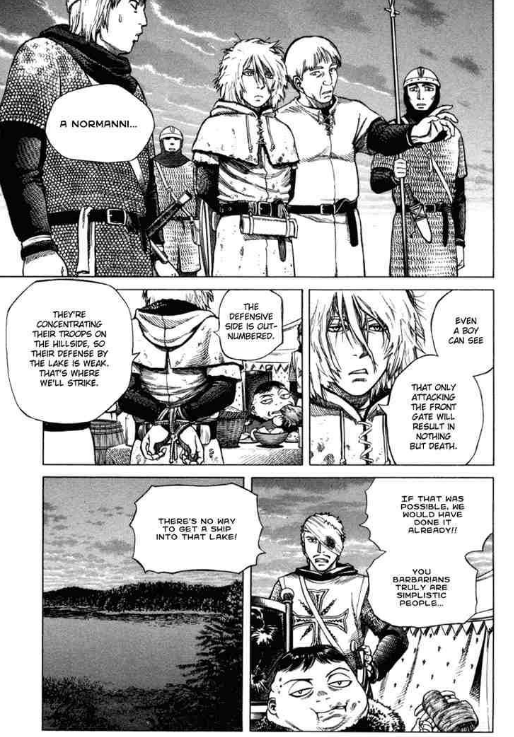 A NORMANNI...
EVEN
A BOY
CAN SEE
THAT ONLY
ATTACKING
THE FRONT
GATE WILL
RESULT IN
NOTHING
BUT DEATH.
THE
DEFENSIVE
SIDE IS OUT-
NUMBERED.
THEY'RE
CONCENTRATING
THEIR TROOPS ON
THE HILLSIDE, SO
THEIR DEFENSE BY
THE LAKE IS WEAK.
THAT'S WHERE
WE'LL STRIKE.
IF THAT WAS
POSSIBLE, WE
WOULD HAVE
DONE IT
ALREADY!!
YOU
BARBARIANS
TRULY ARE
SIMPLISTIC
PEOPLE...
THERE'S NO WAY
TO GET A SHIP
INTO THAT LAKE!